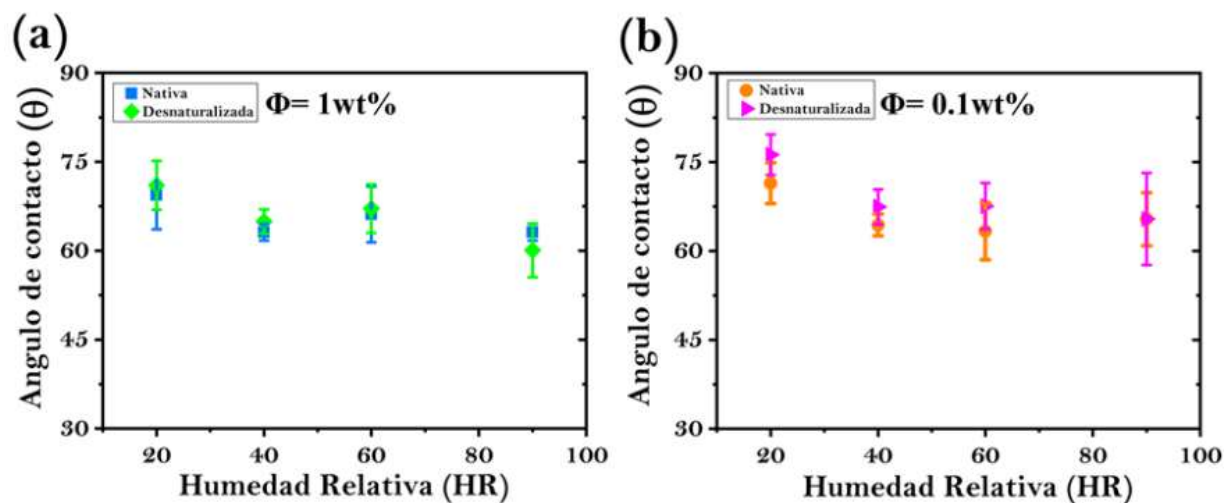 (a)
Nativa
Desnaturalizada
Φ= 1wt%
90
75
60
45
30
Angulo de contacto (θ)
20 40 60 80 100
Humedad Relativa (HR)
(b)
Nativa
Desnaturalizada
Φ= 0.1wt%
90
75
60
45
30
Angulo de contacto (θ)
20 40 60 80 100
Humedad Relativa (HR)